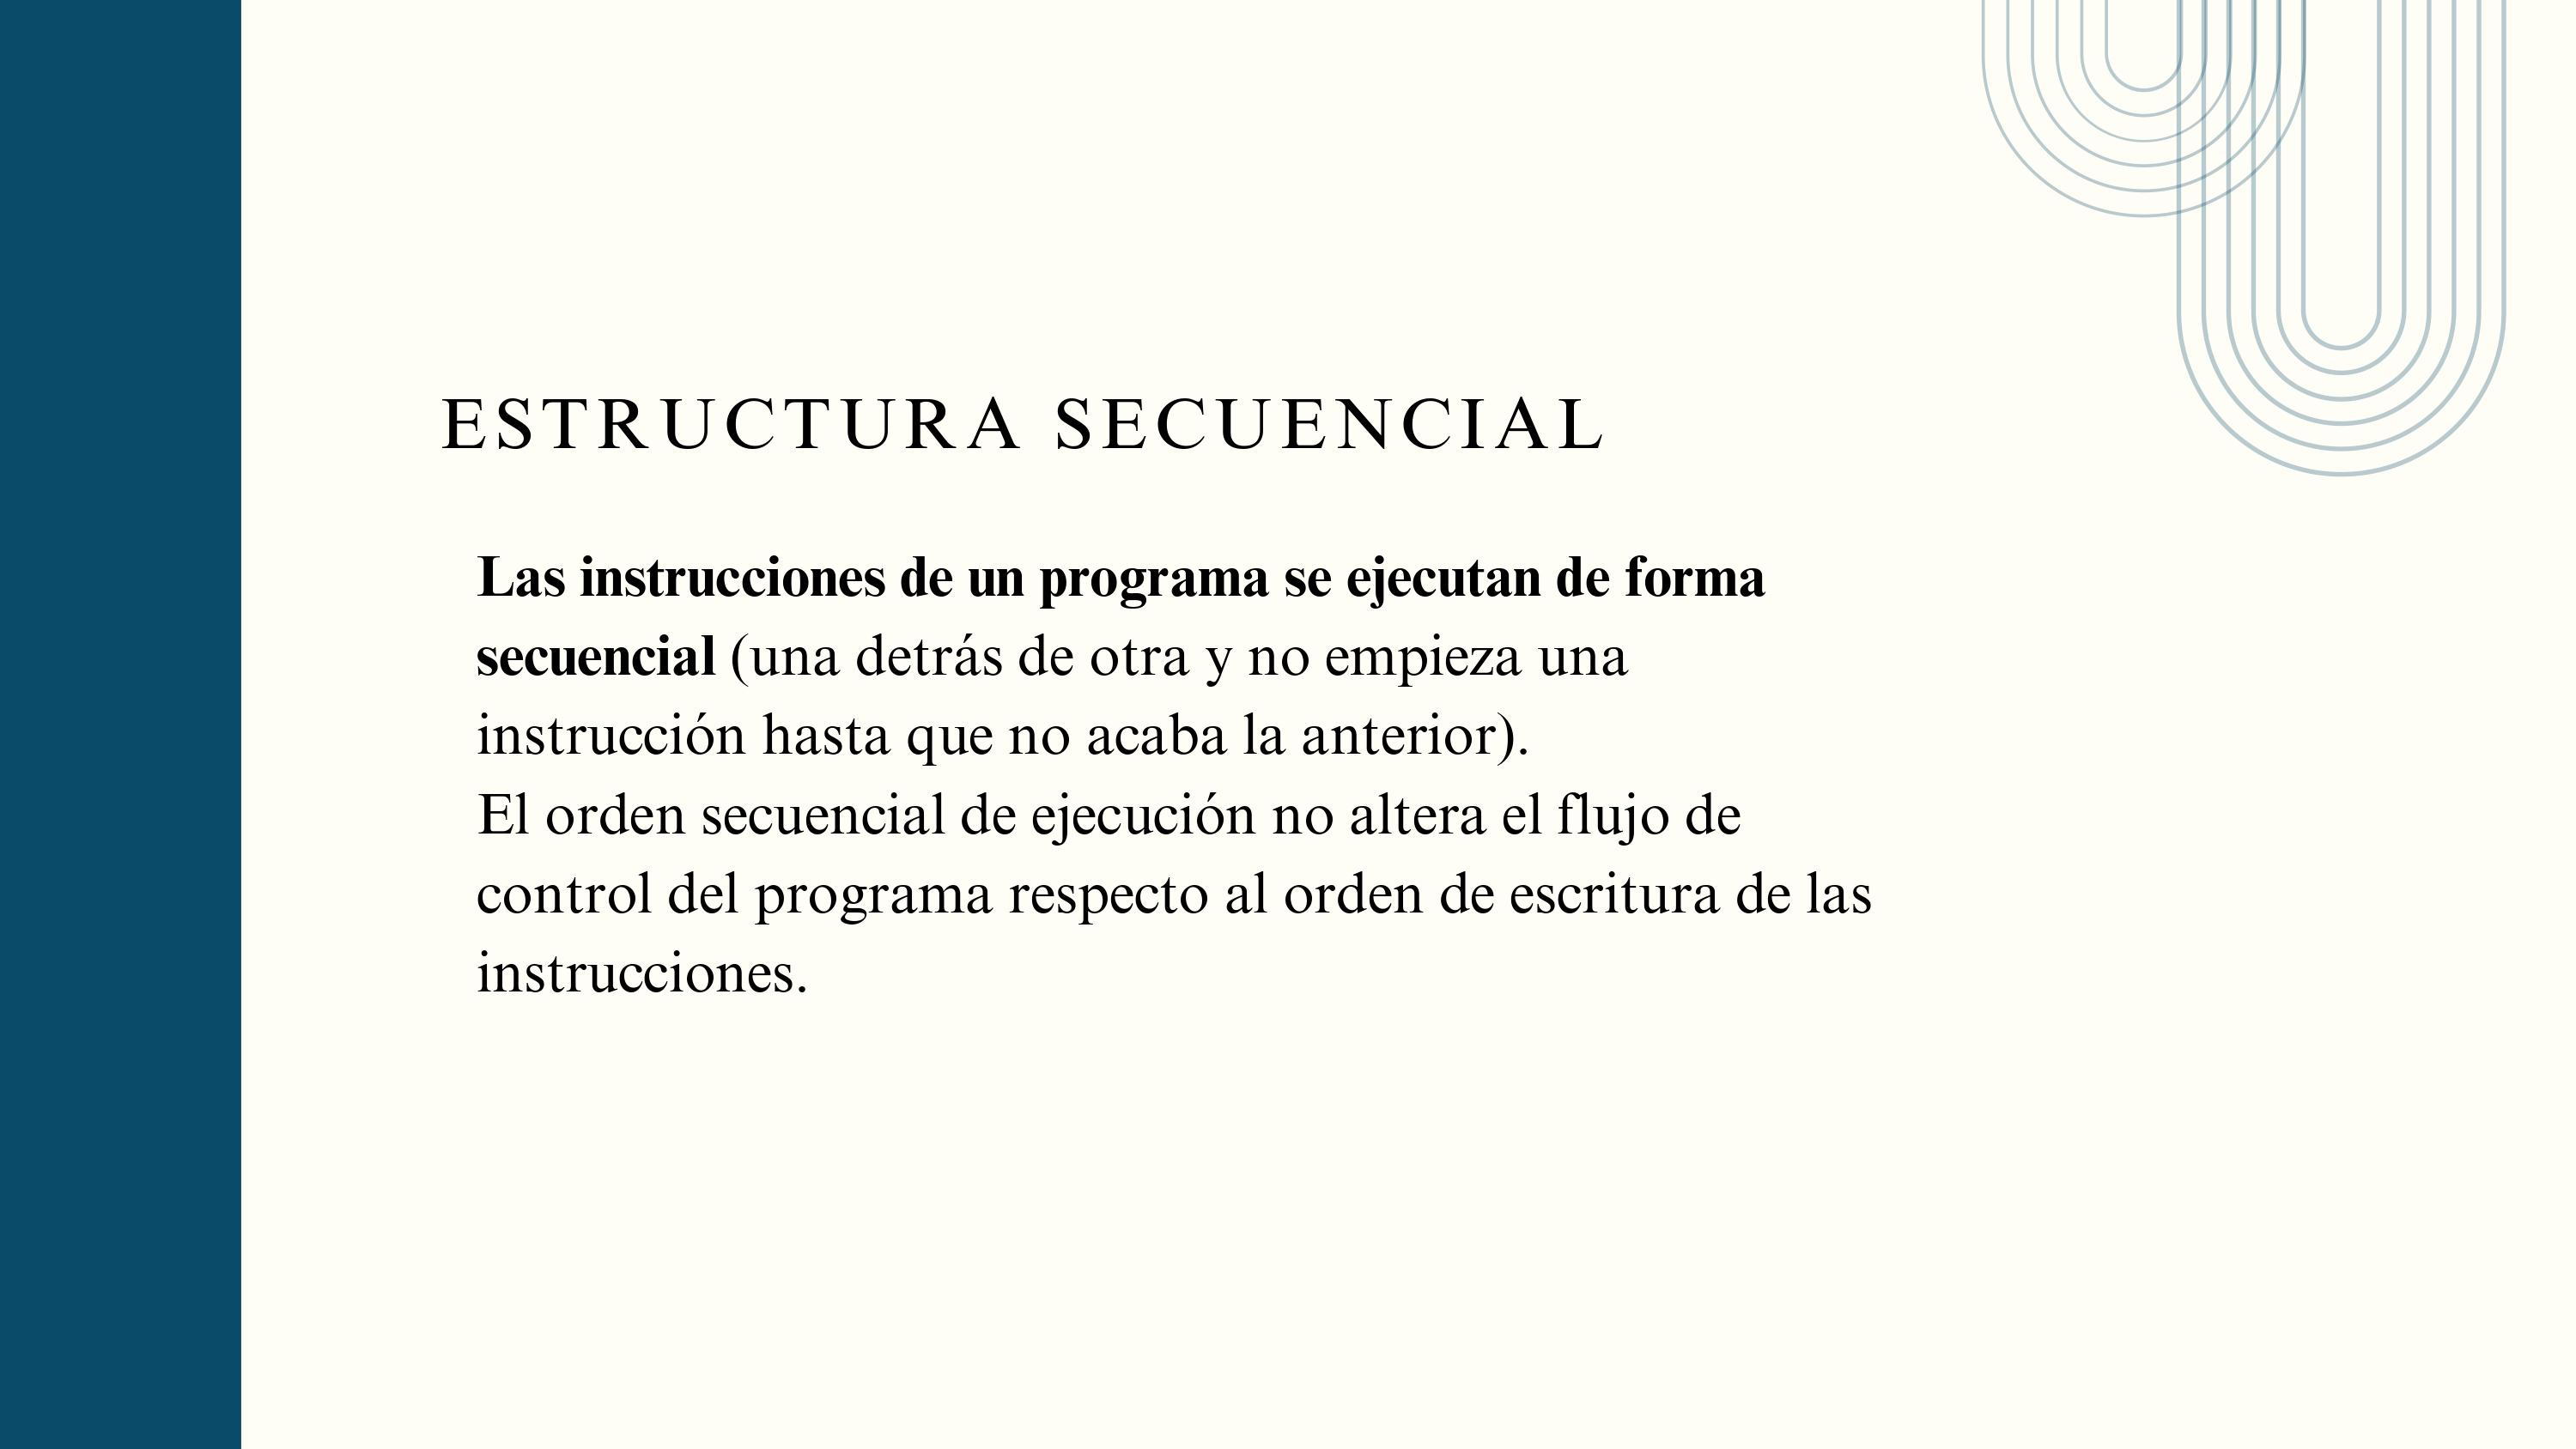 ESTRUCTURA SECUENCIAL
Las instrucciones de un programa se ejecutan de forma
secuencial (una detrás de otra y no empieza una
instrucción hasta que no acaba la anterior).
El orden secuencial de ejecución no altera el flujo de
control del programa respecto al orden de escritura de las
instrucciones.